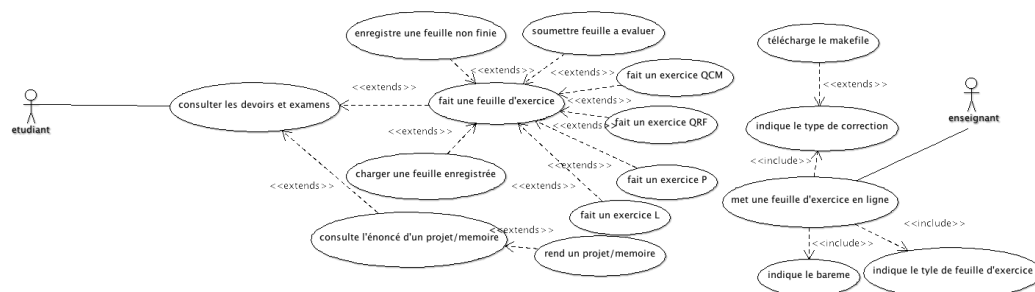 enregistre une feuille non finie
soumettre feuille a evaluer
télécharge le makefile
<<extends>>
<<extends>>
fait un exercice QCM
<<extends>>
enseignant
consulter les devoirs et examens
<<extends>>
fait une feuille d'exercice
<<extends>>
fait un exercice QRF
<<extends>>
indique le type de correction
etudiant
<<extends>>
<<extends>>
<<include>>
charger une feuille enregistrée
<<extends>>
<<extends>>
fait un exercice P
met une feuille d'exercice en ligne
fait un exercice L
consulte l'énoncé d'un projet/memoire
<<extends>>
rend un projet/memoire
<<include>>
<<include>>
indique le bareme
indique le tyle de feuille d'exercice